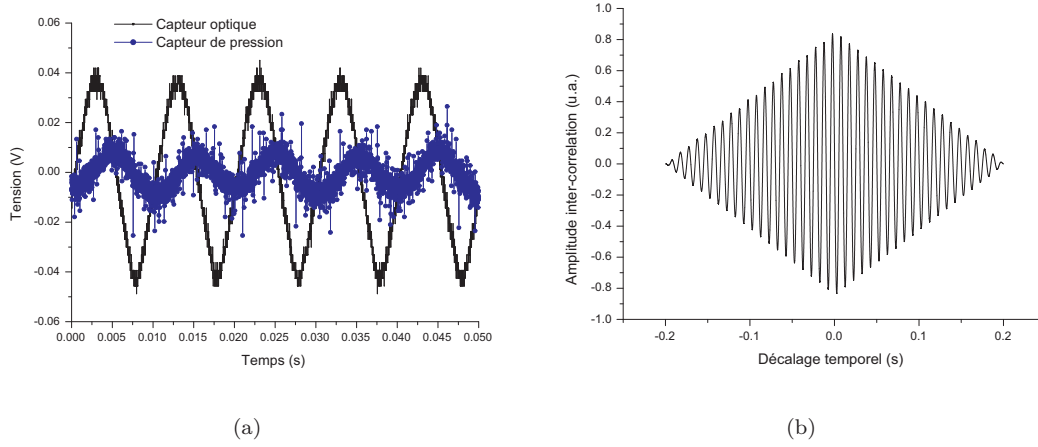 Capteur optique
Capteur de pression
Tension (V)
0.06
0.04
0.02
0.00
-0.02
-0.04
-0.06
0.000 0.005 0.010 0.015 0.020 0.025 0.030 0.035 0.040 0.045 0.050
Temps (s)
(a)
Amplitude inter-correlation (u.a.)
1.0
0.8
0.6
0.4
0.2
0.0
-0.2
-0.4
-0.6
-0.8
-1.0
-0.2 -0.1 0.0 0.1 0.2
Décalage temporel (s)
(b)